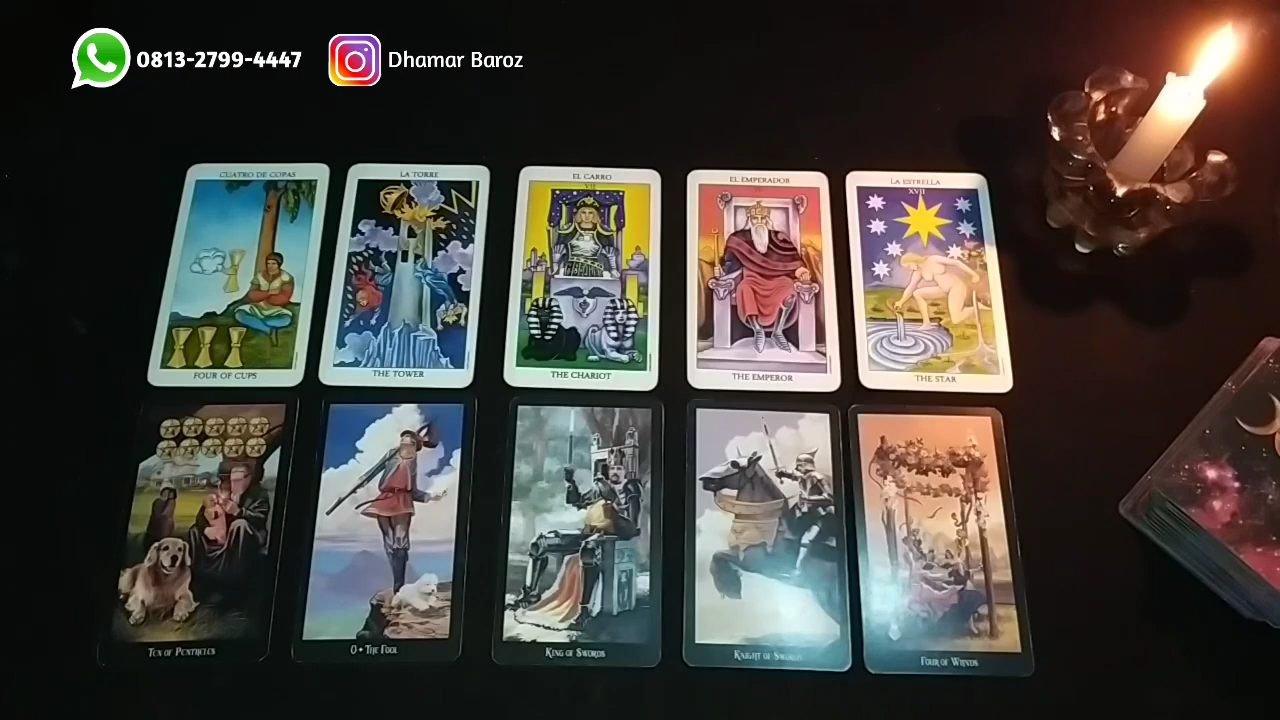 0813-2799-4447
Dhamar Baroz
CUATRO DE COPAS
FOUR OF CUPS
LA TORRE
THE TOWER
EL CARRO
VII
THE CHARIOT
EL EMPERADOR
THE EMPEROR
LA ESTRELLA
XVII
THE STAR
TEN OF PENTACLES
0 • THE FOOL
KING OF SWORDS
KNIGHT OF SWORDS
FOUR OF WANDS